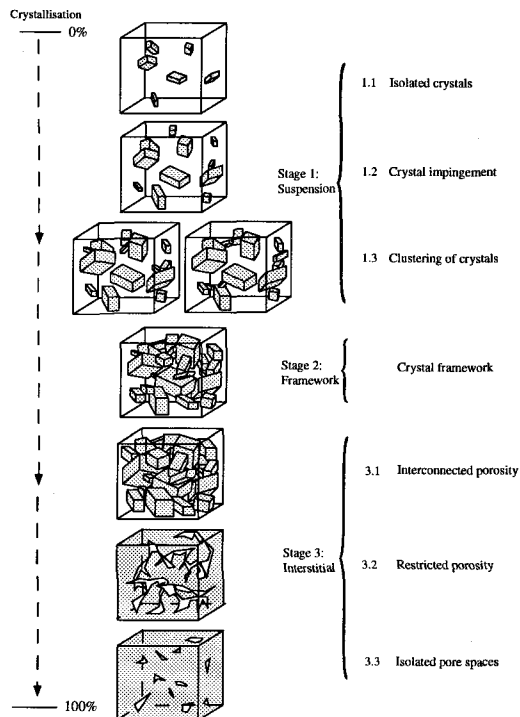 Crystallisation
0%
1.1 Isolated crystals
Stage 1:
Suspension
1.2 Crystal impingement
1.3 Clustering of crystals
Stage 2:
Framework
Crystal framework
3.1 Interconnected porosity
Stage 3:
Interstitial
3.2 Restricted porosity
3.3 Isolated pore spaces
100%